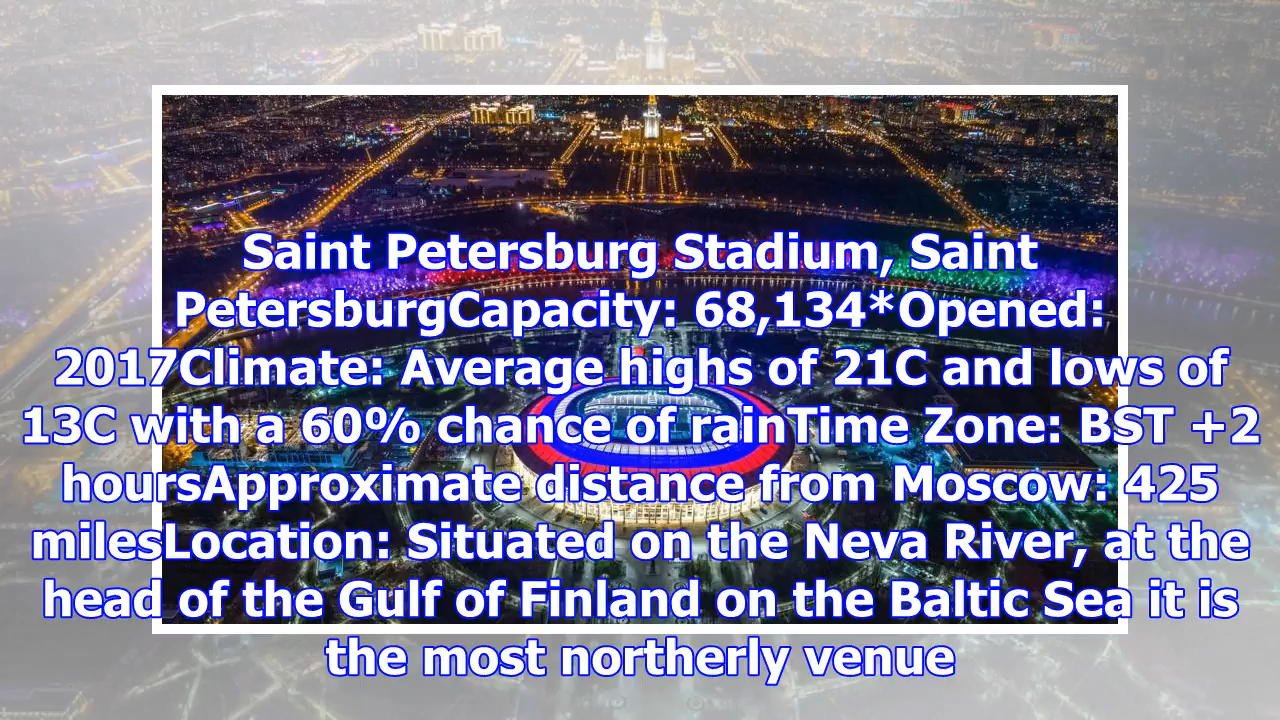 Saint Petersburg Stadium, Saint
PetersburgCapacity: 68,134*Opened:
2017Climate: Average highs of 21C and lows of
13C with a 60% chance of rainTime Zone: BST +2
hoursApproximate distance from Moscow: 425
milesLocation: Situated on the Neva River, at the
head of the Gulf of Finland on the Baltic Sea it is
the most northerly venue